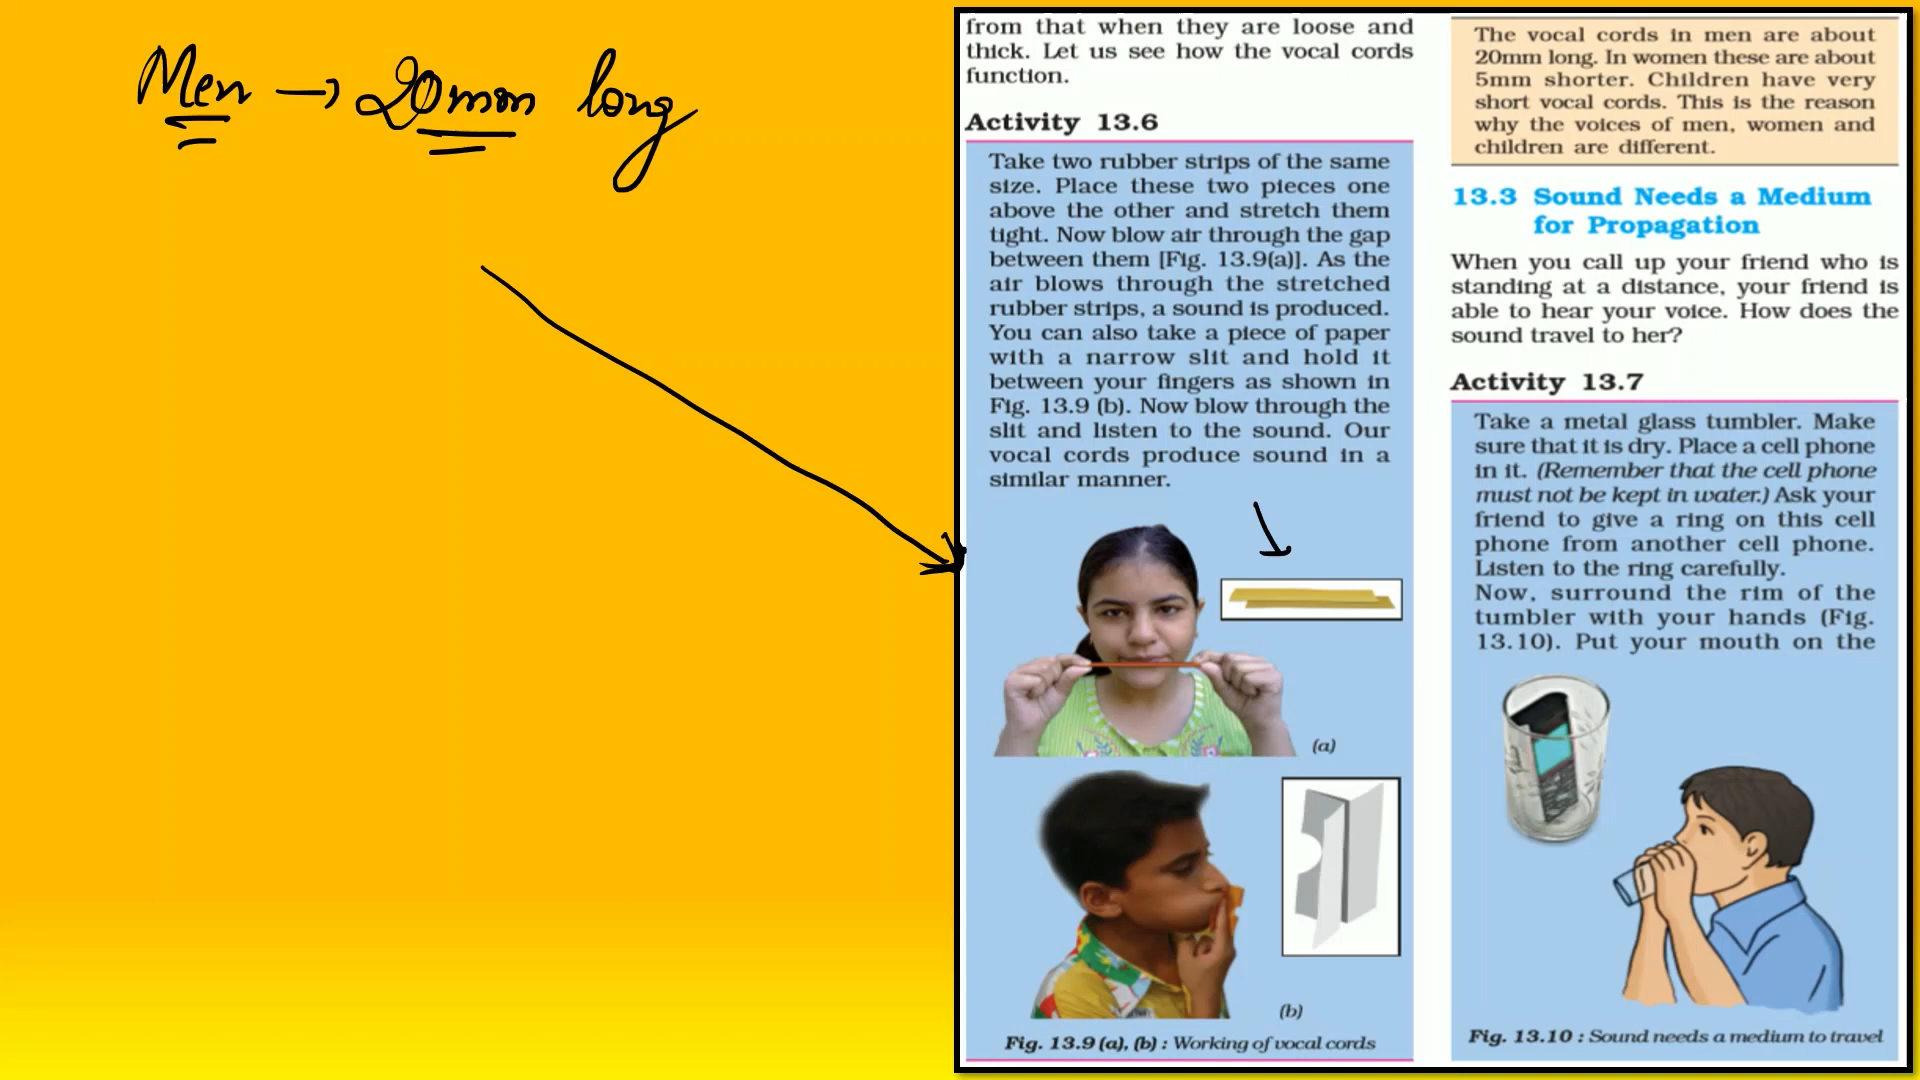 Men → 20mm long
from that when they are loose and
thick. Let us see how the vocal cords
function.
Activity 13.6
Take two rubber strips of the same
size. Place these two pieces one
above the other and stretch them
tight. Now blow air through the gap
between them [Fig. 13.9(a)]. As the
air blows through the stretched
rubber strips, a sound is produced.
You can also take a piece of paper
with a narrow slit and hold it
between your fingers as shown in
Fig. 13.9 (b). Now blow through the
slit and listen to the sound. Our
vocal cords produce sound in a
similar manner.
(a)
(b)
Fig. 13.9 (a), (b) : Working of vocal cords
The vocal cords in men are about
20mm long. In women these are about
5mm shorter. Children have very
short vocal cords. This is the reason
why the voices of men, women and
children are different.
13.3 Sound Needs a Medium
for Propagation
When you call up your friend who is
standing at a distance, your friend is
able to hear your voice. How does the
sound travel to her?
Activity 13.7
Take a metal glass tumbler. Make
sure that it is dry. Place a cell phone
in it. (Remember that the cell phone
must not be kept in water.) Ask your
friend to give a ring on this cell
phone from another cell phone.
Listen to the ring carefully.
Now, surround the rim of the
tumbler with your hands (Fig.
13.10). Put your mouth on the
Fig. 13.10 : Sound needs a medium to travel